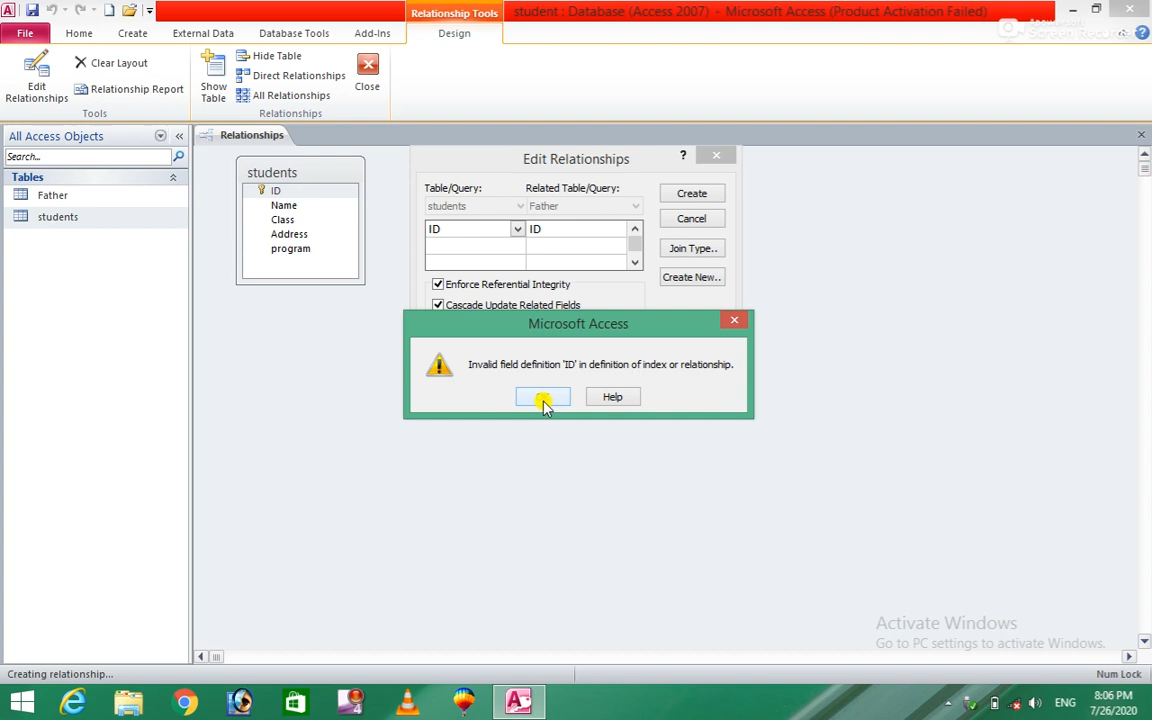 Relationship Tools
student : Database (Access 2007) - Microsoft Access (Product Activation Failed)
File
Home
Create
External Data
Database Tools
Add-Ins
Design
Edit
Relationships
Clear Layout
Relationship Report
Tools
Show
Table
Hide Table
Direct Relationships
All Relationships
Close
Relationships
All Access Objects
Search...
Tables
Father
students
Relationships
students
ID
Name
Class
Address
program
Edit Relationships
Table/Query:
Related Table/Query:
students
Father
ID
ID
Create
Cancel
Join Type..
Create New..
Enforce Referential Integrity
Cascade Update Related Fields
Microsoft Access
Invalid field definition 'ID' in definition of index or relationship.
Help
Activate Windows
Go to PC settings to activate Windows.
Creating relationship...
Num Lock
ENG
8:06 PM
7/26/2020